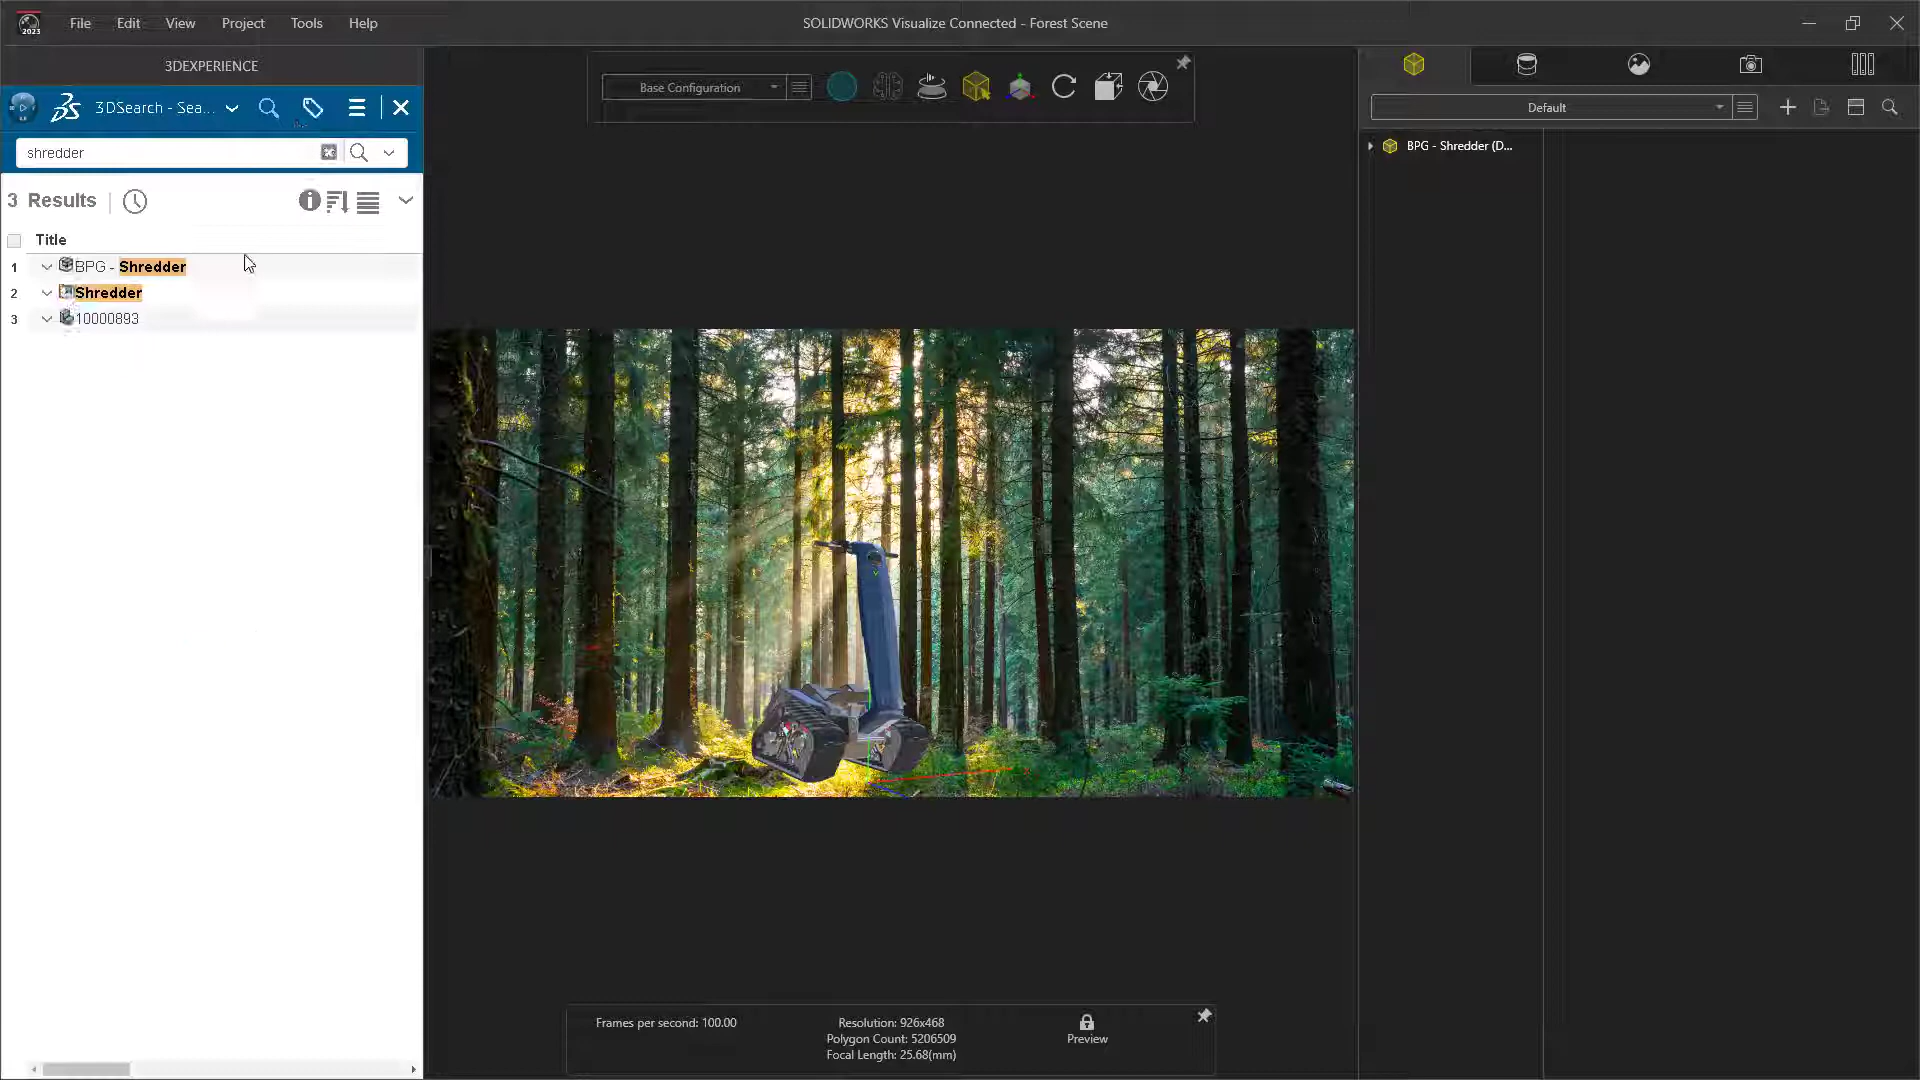 File Edit View Project Tools Help
SOLIDWORKS Visualize Connected - Forest Scene
2023
3DEXPERIENCE
3DSearch - Sea...
shredder
3 Results
Title
1 BPG - Shredder
2 Shredder
3 10000893
Base Configuration
Default
BPG - Shredder (D...
Frames per second: 100.00
Resolution: 926x468
Polygon Count: 5206509
Focal Length: 25.68(mm)
Preview